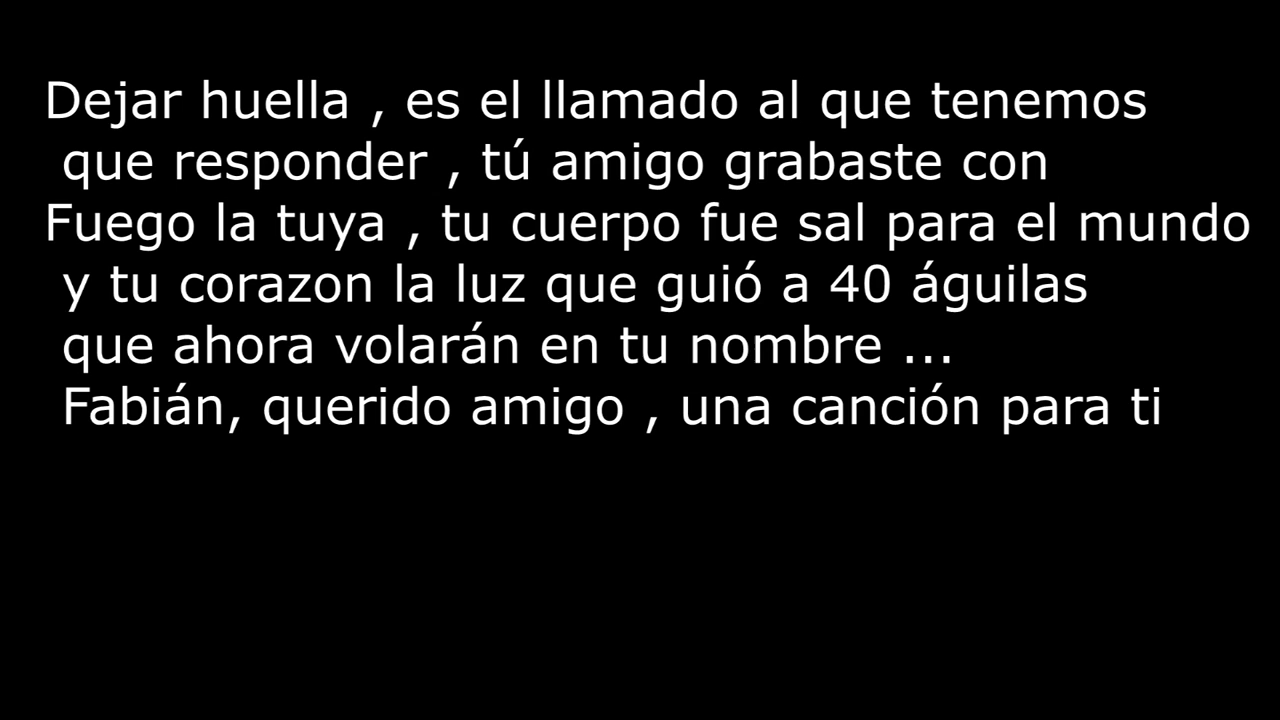 Dejar huella , es el llamado al que tenemos
que responder , tú amigo grabaste con
Fuego la tuya , tu cuerpo fue sal para el mundo
y tu corazon la luz que guió a 40 águilas
que ahora volarán en tu nombre ...
Fabián, querido amigo , una canción para ti